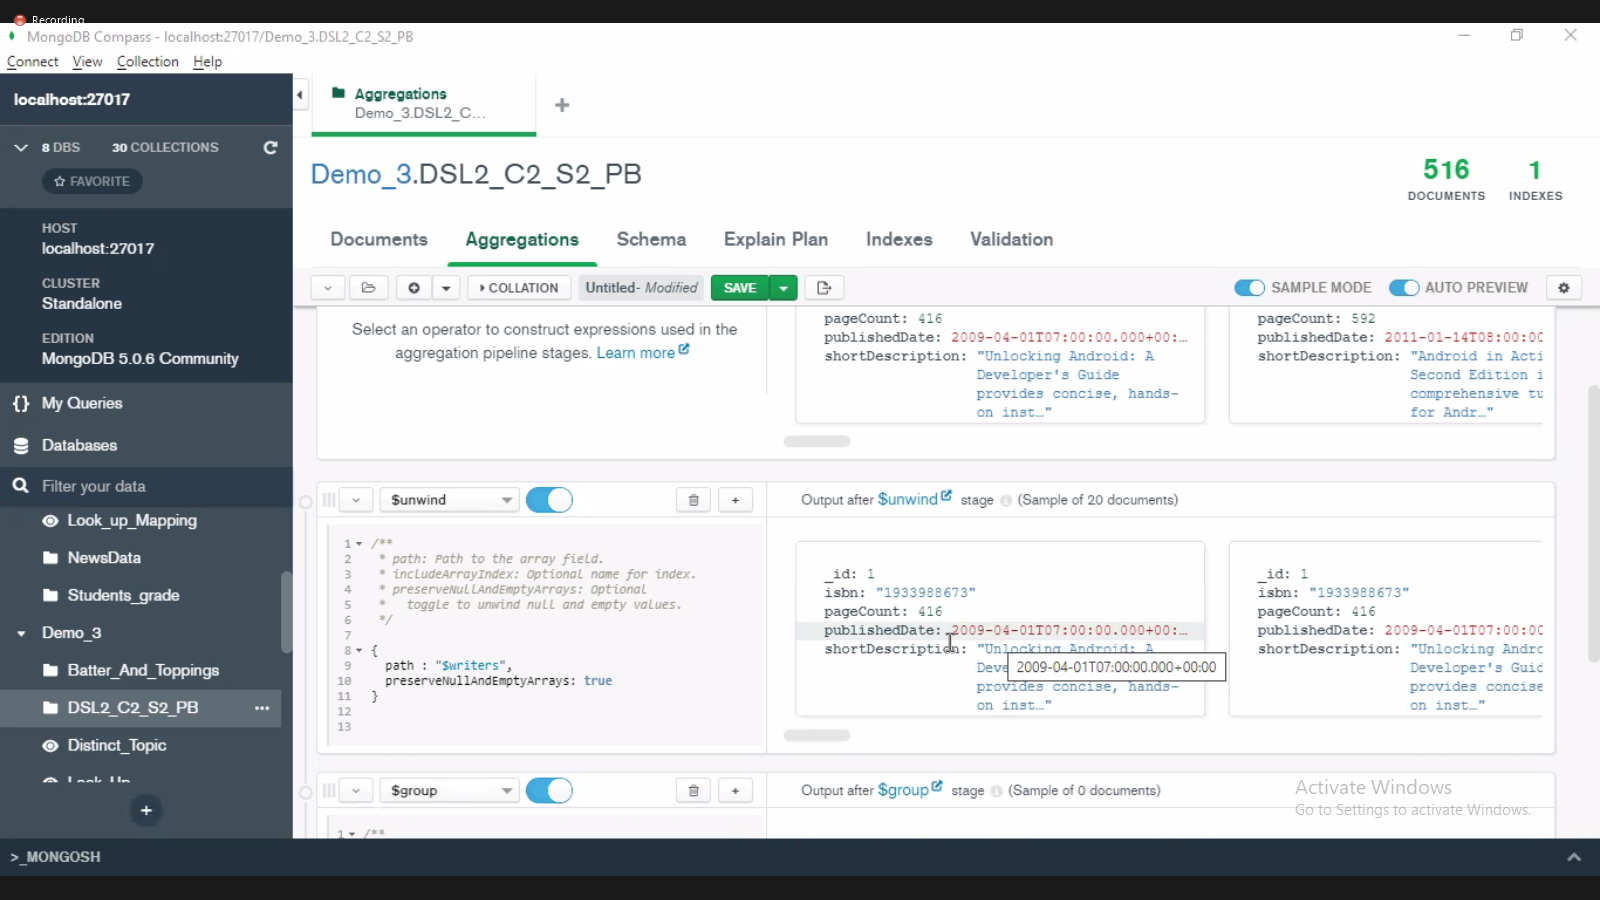 Recording
MongoDB Compass - localhost:27017/Demo_3.DSL2_C2_S2_PB
Connect View Collection Help
localhost:27017
8 DBS 30 COLLECTIONS
FAVORITE
HOST
localhost:27017
CLUSTER
Standalone
EDITION
MongoDB 5.0.6 Community
{} My Queries
Databases
Filter your data
Look_up_Mapping
NewsData
Students_grade
Demo_3
Batter_And_Toppings
DSL2_C2_S2_PB ...
Distinct_Topic
Look_Up
+
Aggregations
Demo_3.DSL2_C...
+
Demo_3.DSL2_C2_S2_PB
516
DOCUMENTS
1
INDEXES
Documents Aggregations Schema Explain Plan Indexes Validation
COLLATION Untitled- Modified SAVE SAMPLE MODE AUTO PREVIEW
Select an operator to construct expressions used in the
aggregation pipeline stages. Learn more
pageCount: 416
publishedDate: 2009-04-01T07:00:00.000+00:...
shortDescription: "Unlocking Android: A
Developer's Guide
provides concise, hands-
on inst..."
pageCount: 592
publishedDate: 2011-01-14T08:00:00
shortDescription: "Android in Acti
Second Edition i
comprehensive tu
for Andr..."
$unwind
+
Output after $unwind stage (Sample of 20 documents)
1 /**
2 * path: Path to the array field.
3 * includeArrayIndex: Optional name for index.
4 * preserveNullAndEmptyArrays: Optional
5 * toggle to unwind null and empty values.
6 */
7
8 {
9 path : "$writers",
10 preserveNullAndEmptyArrays: true
11 }
12
13
_id: 1
isbn: "1933988673"
pageCount: 416
publishedDate: 2009-04-01T07:00:00.000+00:...
shortDescription: "Unlocking Android: A
Deve
provides concise, hands-
on inst..."
2009-04-01T07:00:00.000+00:00
_id: 1
isbn: "1933988673"
pageCount: 416
publishedDate: 2009-04-01T07:00:00
shortDescription: "Unlocking Andro
Developer's Guid
provides concise
on inst..."
$group
+
Output after $group stage (Sample of 0 documents)
1 /**
Activate Windows
Go to Settings to activate Windows.
>_MONGOSH